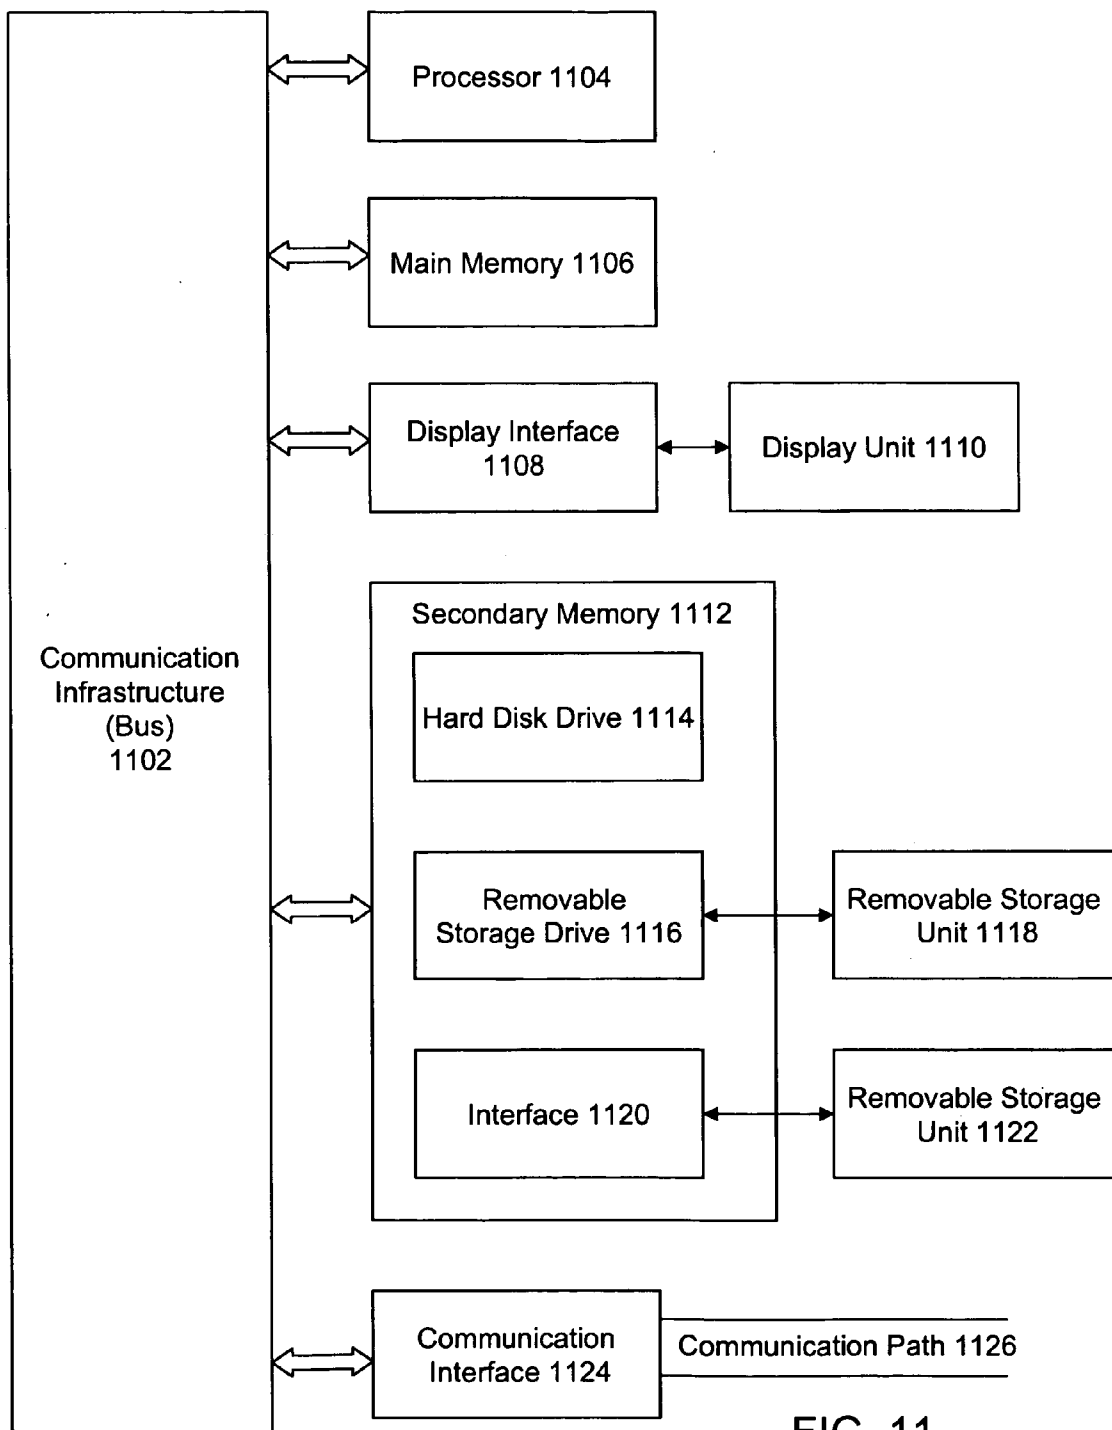 Processor 1104
Main Memory 1106
Display Interface
1108
Display Unit 1110
Secondary Memory 1112
Hard Disk Drive 1114
Communication
Infrastructure
(Bus)
1102
Removable
Storage Drive 1116
Removable Storage
Unit 1118
Interface 1120
Removable Storage
Unit 1122
Communication
Interface 1124
Communication Path 1126
FIG. 11